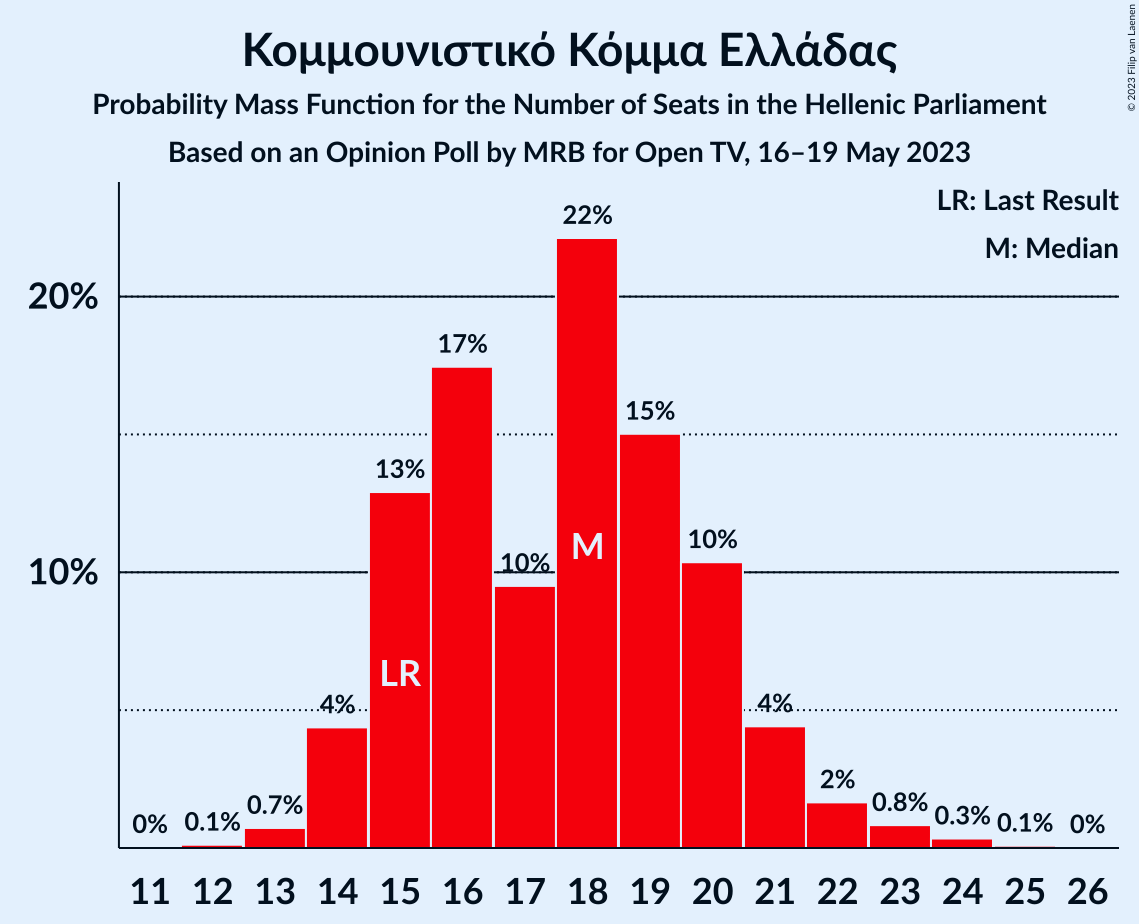 Κομμουνιστικό Κόμμα Ελλάδας
Probability Mass Function for the Number of Seats in the Hellenic Parliament
Based on an Opinion Poll by MRB for Open TV, 16–19 May 2023
© 2023 Filip van Laenen
LR: Last Result
M: Median
20%
10%
0%
0.1%
0.7%
4%
13%
17%
10%
22%
15%
10%
4%
2%
0.8%
0.3%
0.1%
0%
LR
M
11 12 13 14 15 16 17 18 19 20 21 22 23 24 25 26